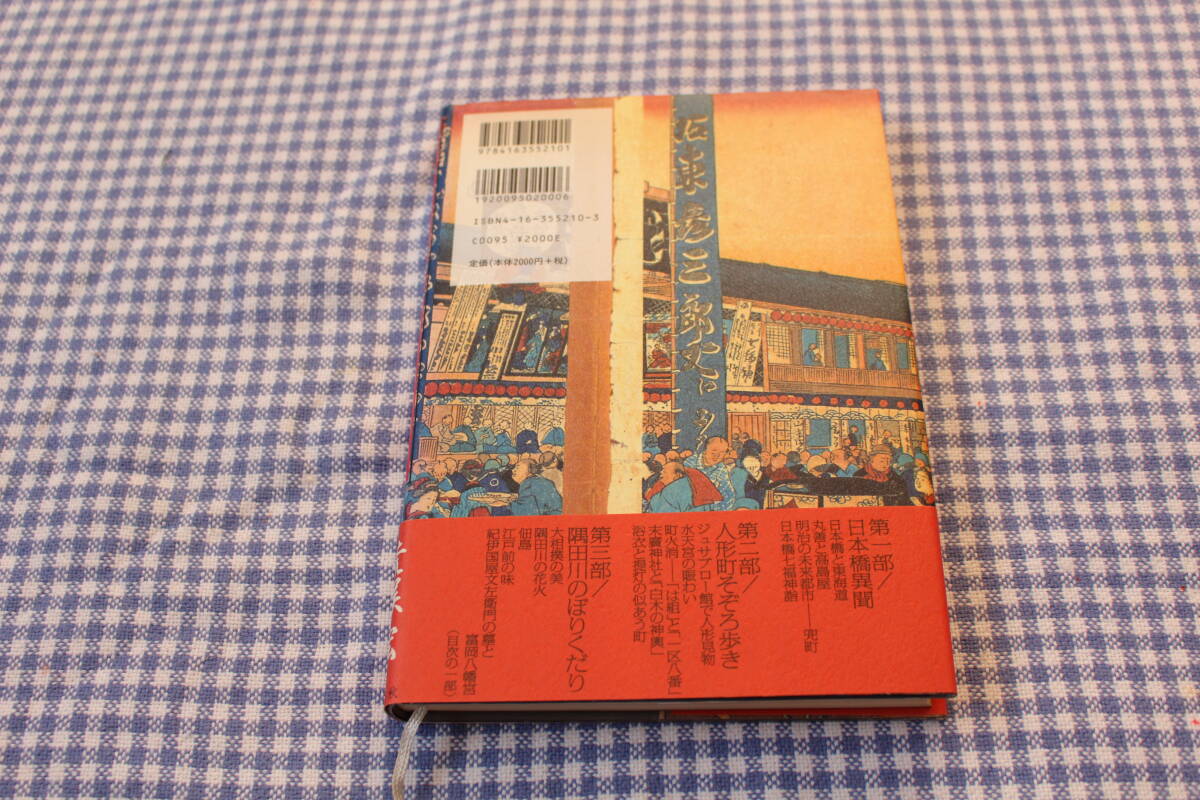 9784163552101
1920095020006
ISBN4-16-355210-3
C0095 ¥2000E
定価(本体2000円+税)
第一部/
日本橋異聞
日本橋と東海道
丸善と高島屋
明治の未来都市——兜町
日本橋七福神詣
第二部/
人形町そぞろ歩き
ジュサブロー館で人形見物
水天宮の賑わい
町火消——「は組」と「一区八番」
末廣神社と「白木の神輿」
浴衣と提灯の似あう町
第三部/
隅田川のぼりくだり
大相撲の美
隅田川の花火
佃島
江戸前の味
紀伊国屋文左衛門の墓と
富岡八幡宮
(目次の一部)